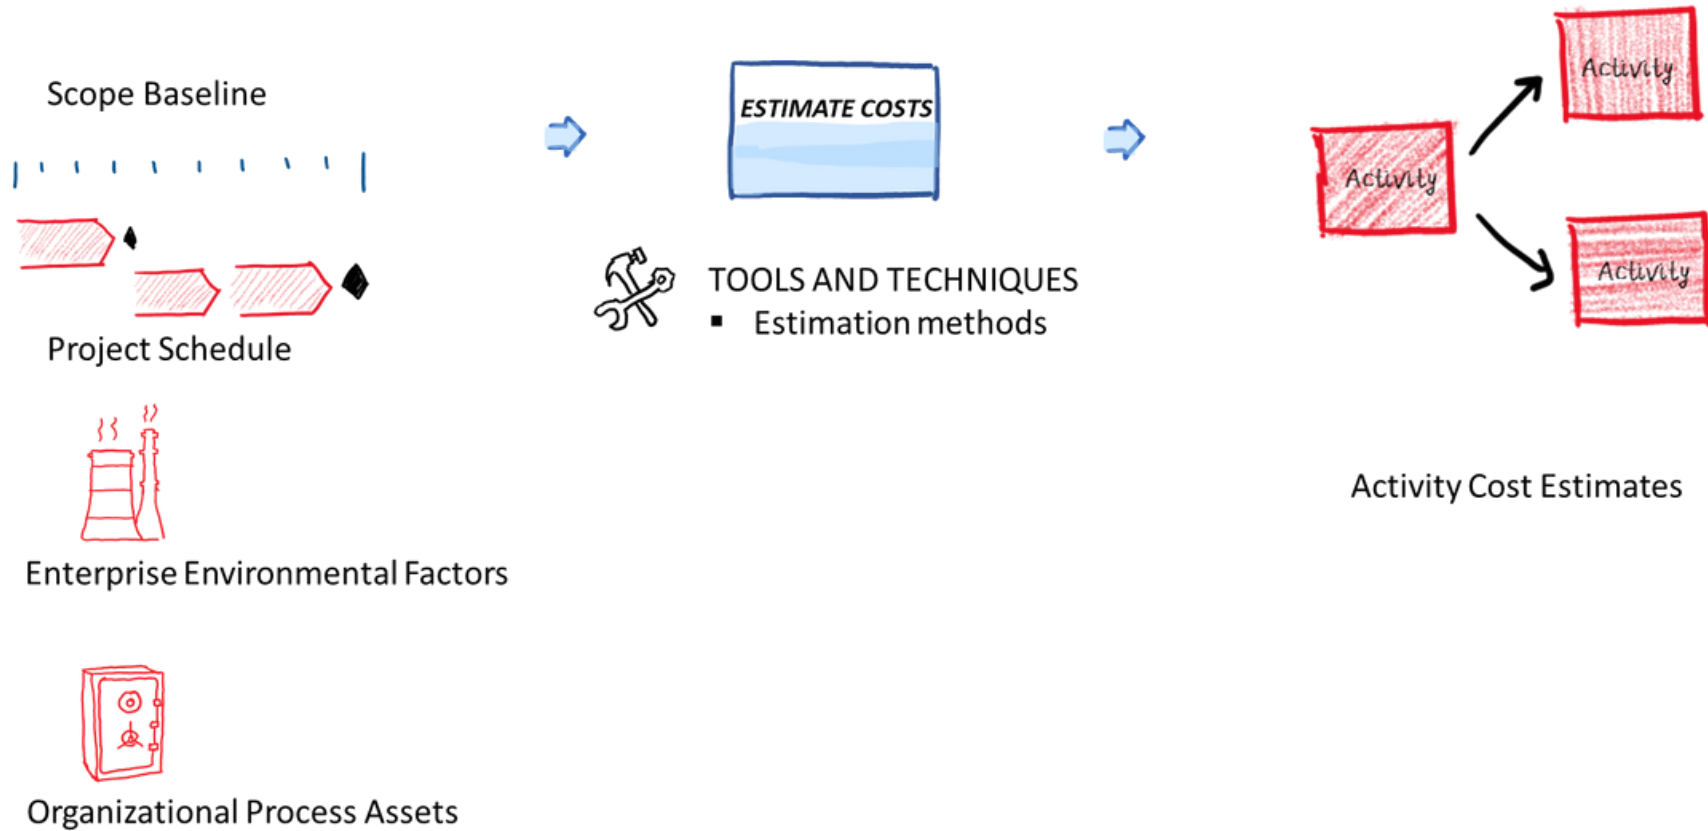 Scope Baseline
Project Schedule
Enterprise Environmental Factors
Organizational Process Assets
ESTIMATE COSTS
TOOLS AND TECHNIQUES
▪ Estimation methods
Activity
Activity
Activity
Activity Cost Estimates